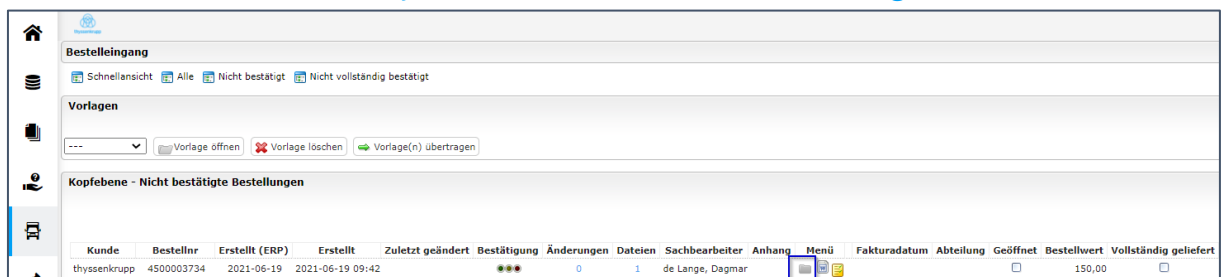 thyssenkrupp
Bestelleingang
Schnellansicht Alle Nicht bestätigt Nicht vollständig bestätigt
Vorlagen
--- Vorlage öffnen Vorlage löschen Vorlage(n) übertragen
Kopfebene - Nicht bestätigte Bestellungen
Kunde Bestellnr Erstellt (ERP) Erstellt Zuletzt geändert Bestätigung Änderungen Dateien Sachbearbeiter Anhang Menü Fakturadatum Abteilung Geöffnet Bestellwert Vollständig geliefert
thyssenkrupp 4500003734 2021-06-19 2021-06-19 09:42 0 1 de Lange, Dagmar 150,00